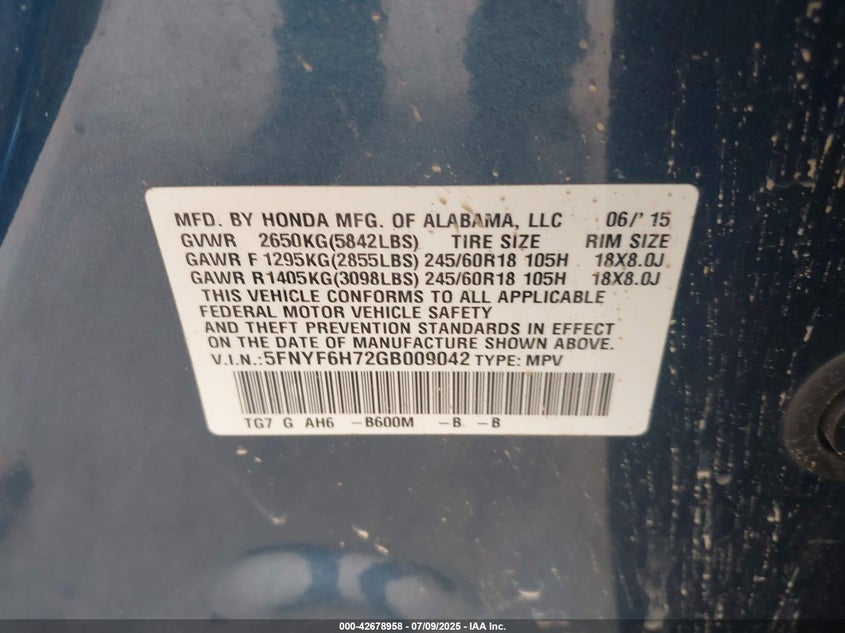 MFD. BY HONDA MFG. OF ALABAMA, LLC 06/'15
GVWR 2650KG(5842LBS) TIRE SIZE RIM SIZE
GAWR F 1295KG(2855LBS) 245/60R18 105H 18X8.0J
GAWR R1405KG(3098LBS) 245/60R18 105H 18X8.0J
THIS VEHICLE CONFORMS TO ALL APPLICABLE
FEDERAL MOTOR VEHICLE SAFETY
AND THEFT PREVENTION STANDARDS IN EFFECT
ON THE DATE OF MANUFACTURE SHOWN ABOVE.
V.I.N.:5FNYF6H72GB009042 TYPE: MPV
TG7 G AH6 -B600M -B -B
000-42678958 - 07/09/2025 - IAA Inc.